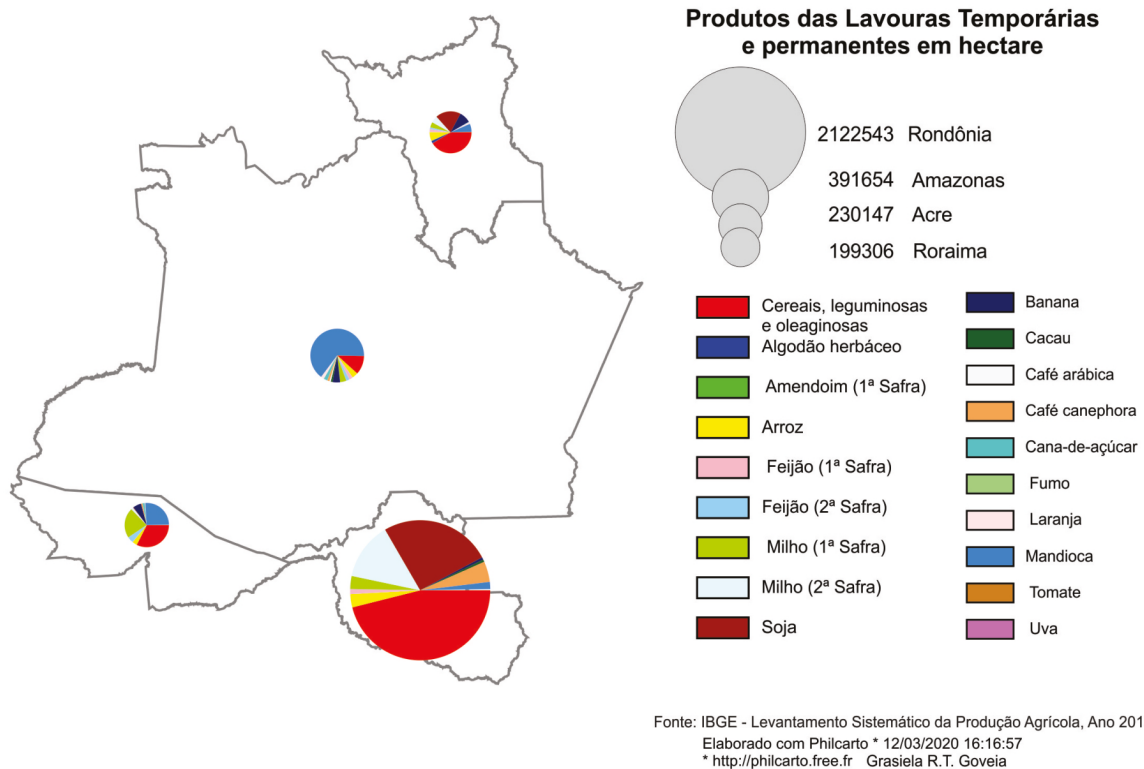 Produtos das Lavouras Temporárias
e permanentes em hectare
2122543 Rondônia
391654 Amazonas
230147 Acre
199306 Roraima
Cereais, leguminosas
e oleaginosas
Algodão herbáceo
Amendoim (1ª Safra)
Arroz
Feijão (1ª Safra)
Feijão (2ª Safra)
Milho (1ª Safra)
Milho (2ª Safra)
Soja
Banana
Cacau
Café arábica
Café canephora
Cana-de-açúcar
Fumo
Laranja
Mandioca
Tomate
Uva
Fonte: IBGE - Levantamento Sistemático da Produção Agrícola, Ano 201
Elaborado com Philcarto * 12/03/2020 16:16:57
* http://philcarto.free.fr Grasiela R.T. Goveia